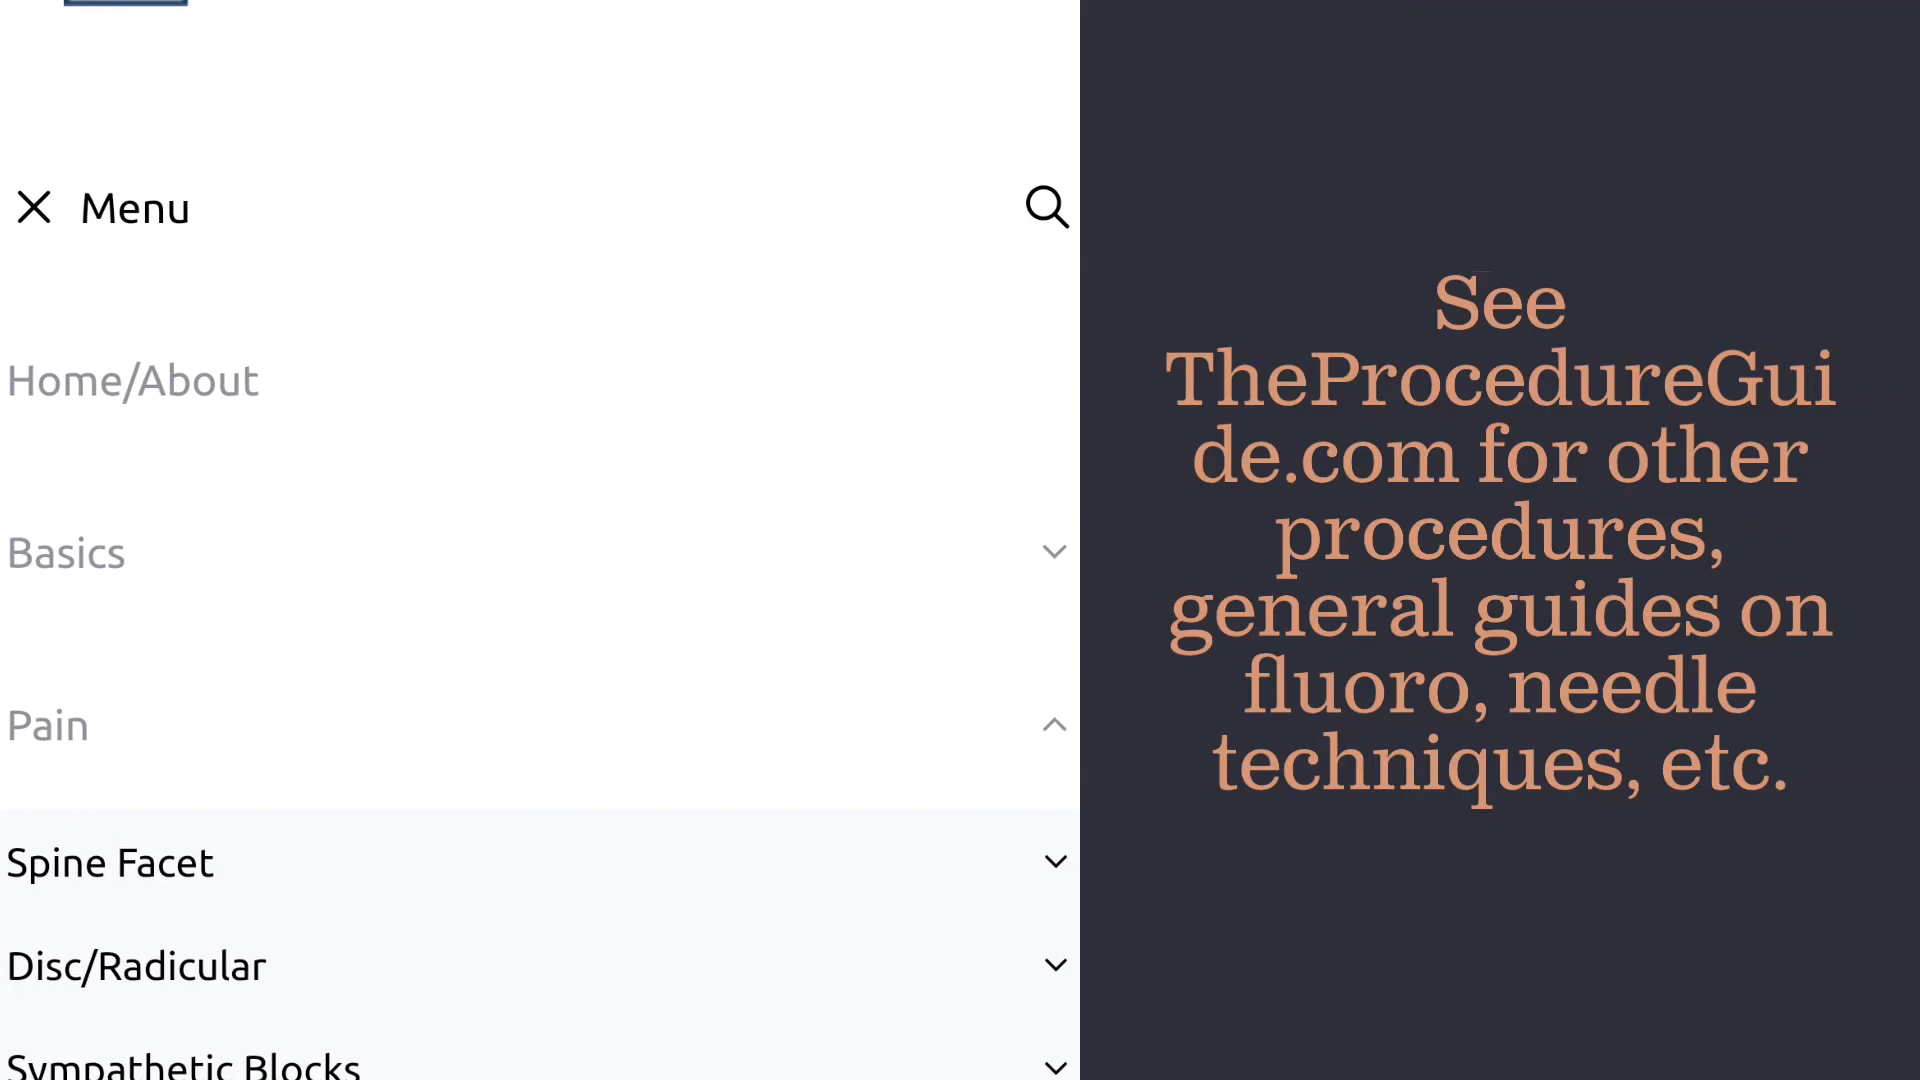 Menu
Home/About
Basics
Pain
Spine Facet
Disc/Radicular
Sympathetic Blocks
See
TheProcedureGui
de.com for other
procedures,
general guides on
fluoro, needle
techniques, etc.